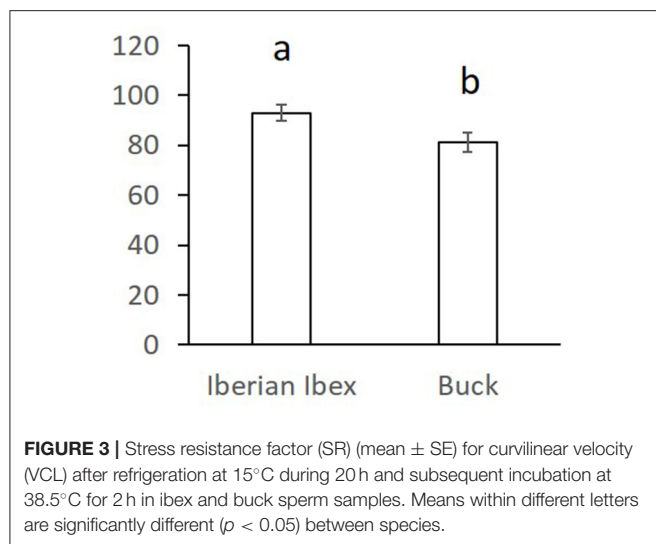 120
a
b
100
80
60
40
20
0
Iberian Ibex Buck
FIGURE 3 | Stress resistance factor (SR) (mean ± SE) for curvilinear velocity
(VCL) after refrigeration at 15°C during 20 h and subsequent incubation at
38.5°C for 2 h in ibex and buck sperm samples. Means within different letters
are significantly different (p < 0.05) between species.